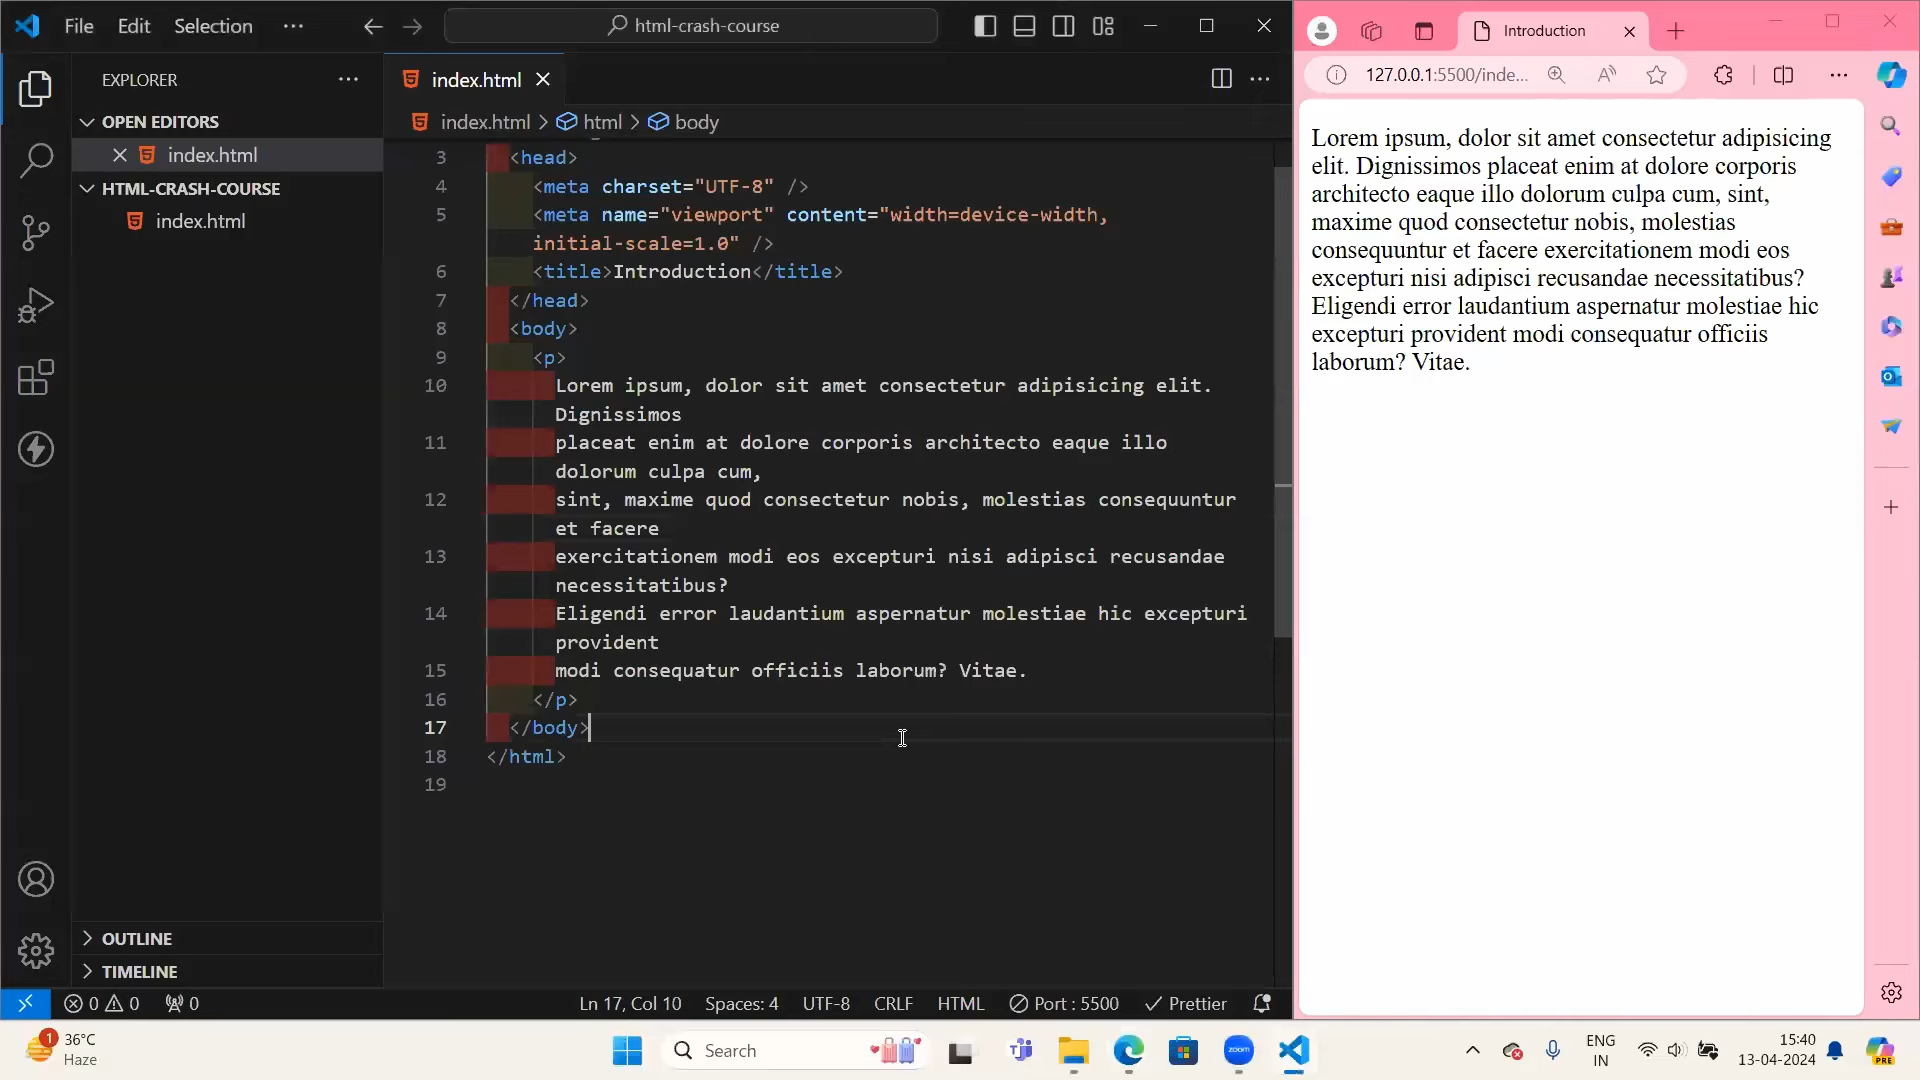 File Edit Selection ··· html-crash-course
EXPLORER ···
OPEN EDITORS
index.html
HTML-CRASH-COURSE
index.html
OUTLINE
TIMELINE
index.html
index.html > html > body
3 <head>
4 <meta charset="UTF-8" />
5 <meta name="viewport" content="width=device-width,
initial-scale=1.0" />
6 <title>Introduction</title>
7 </head>
8 <body>
9 <p>
10 Lorem ipsum, dolor sit amet consectetur adipisicing elit.
Dignissimos
11 placeat enim at dolore corporis architecto eaque illo
dolorum culpa cum,
12 sint, maxime quod consectetur nobis, molestias consequuntur
et facere
13 exercitationem modi eos excepturi nisi adipisci recusandae
necessitatibus?
14 Eligendi error laudantium aspernatur molestiae hic excepturi
provident
15 modi consequatur officiis laborum? Vitae.
16 </p>
17 </body>
18 </html>
19
0 0 0 Ln 17, Col 10 Spaces: 4 UTF-8 CRLF HTML Port : 5500 Prettier
Introduction
127.0.0.1:5500/inde...
Lorem ipsum, dolor sit amet consectetur adipisicing
elit. Dignissimos placeat enim at dolore corporis
architecto eaque illo dolorum culpa cum, sint,
maxime quod consectetur nobis, molestias
consequuntur et facere exercitationem modi eos
excepturi nisi adipisci recusandae necessitatibus?
Eligendi error laudantium aspernatur molestiae hic
excepturi provident modi consequatur officiis
laborum? Vitae.
1
36°C
Haze
Search
zoom
ENG
IN
15:40
13-04-2024
PRE